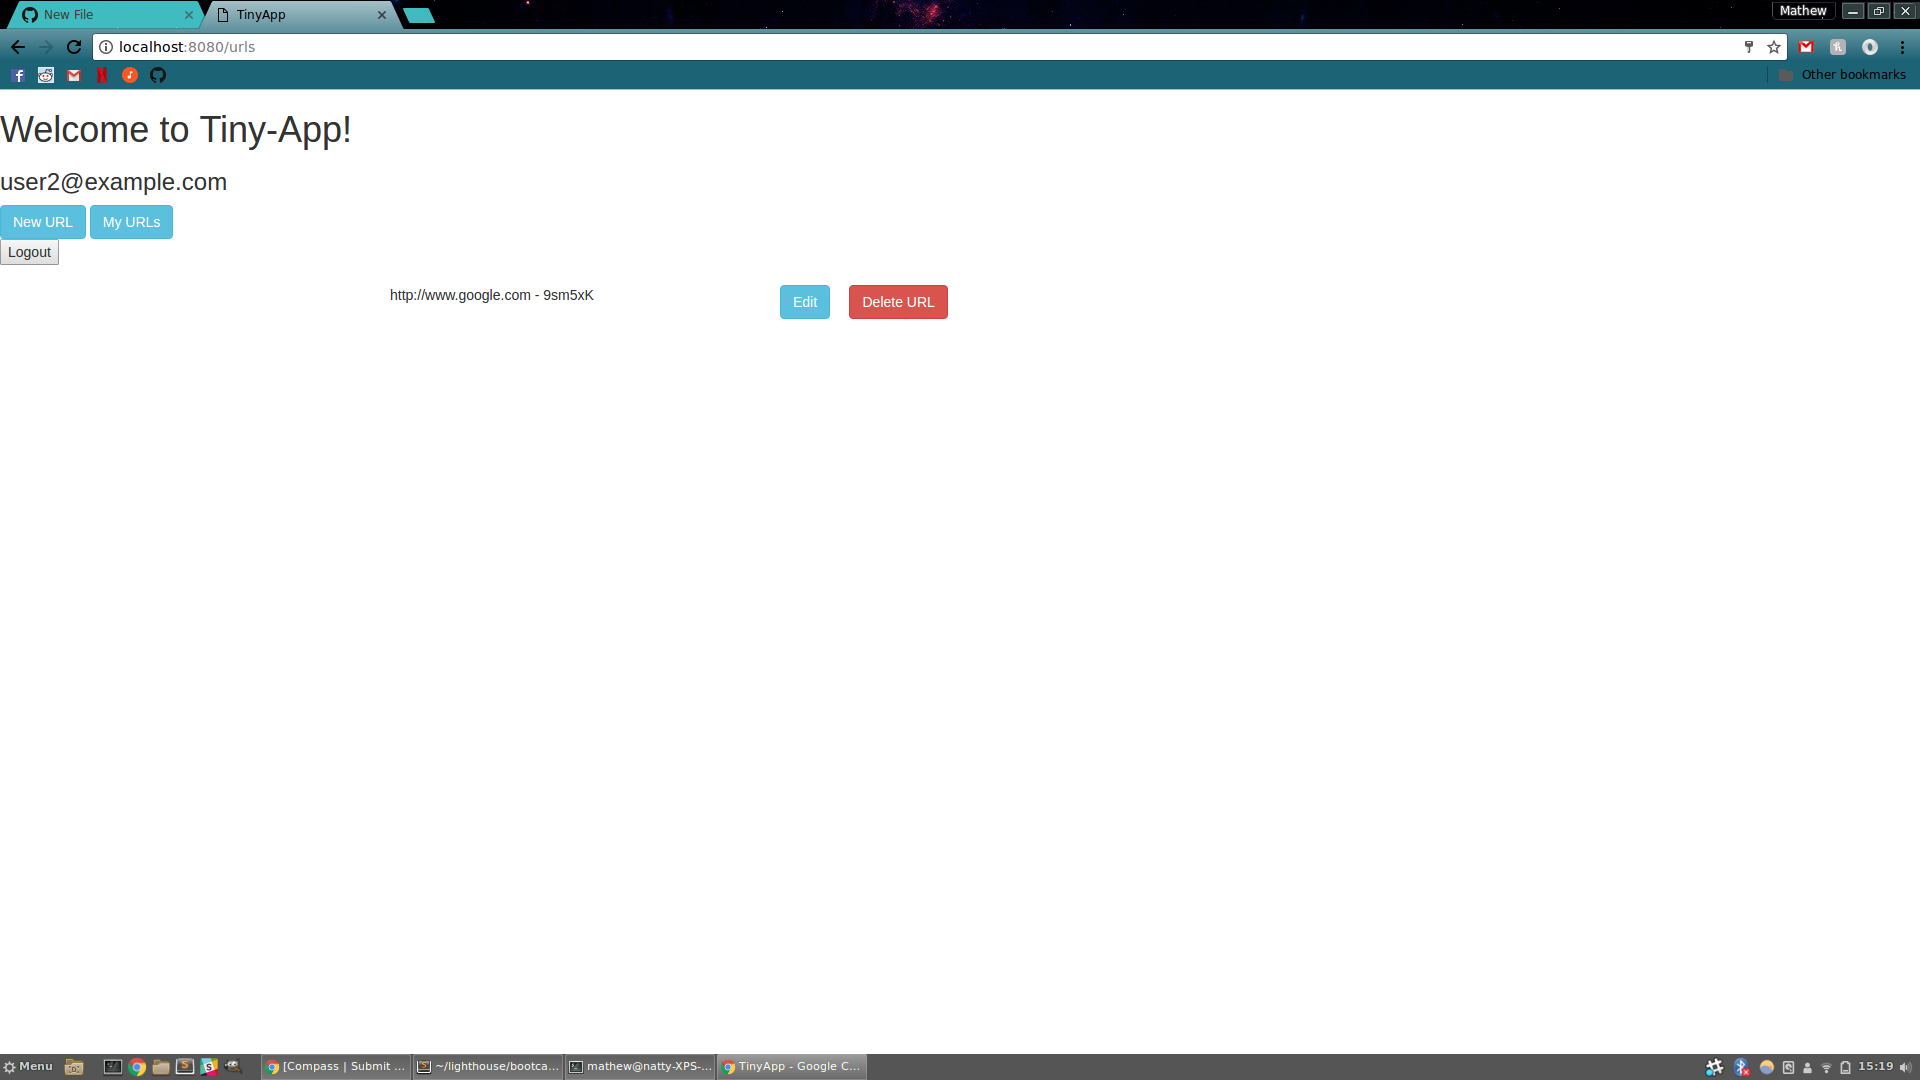 New File
TinyApp
Mathew
localhost:8080/urls
Other bookmarks
Welcome to Tiny-App!
user2@example.com
New URL
My URLs
Logout
http://www.google.com - 9sm5xK
Edit
Delete URL
Menu
[Compass | Submit ...
~/lighthouse/bootca...
mathew@natty-XPS-...
TinyApp - Google C...
15:19